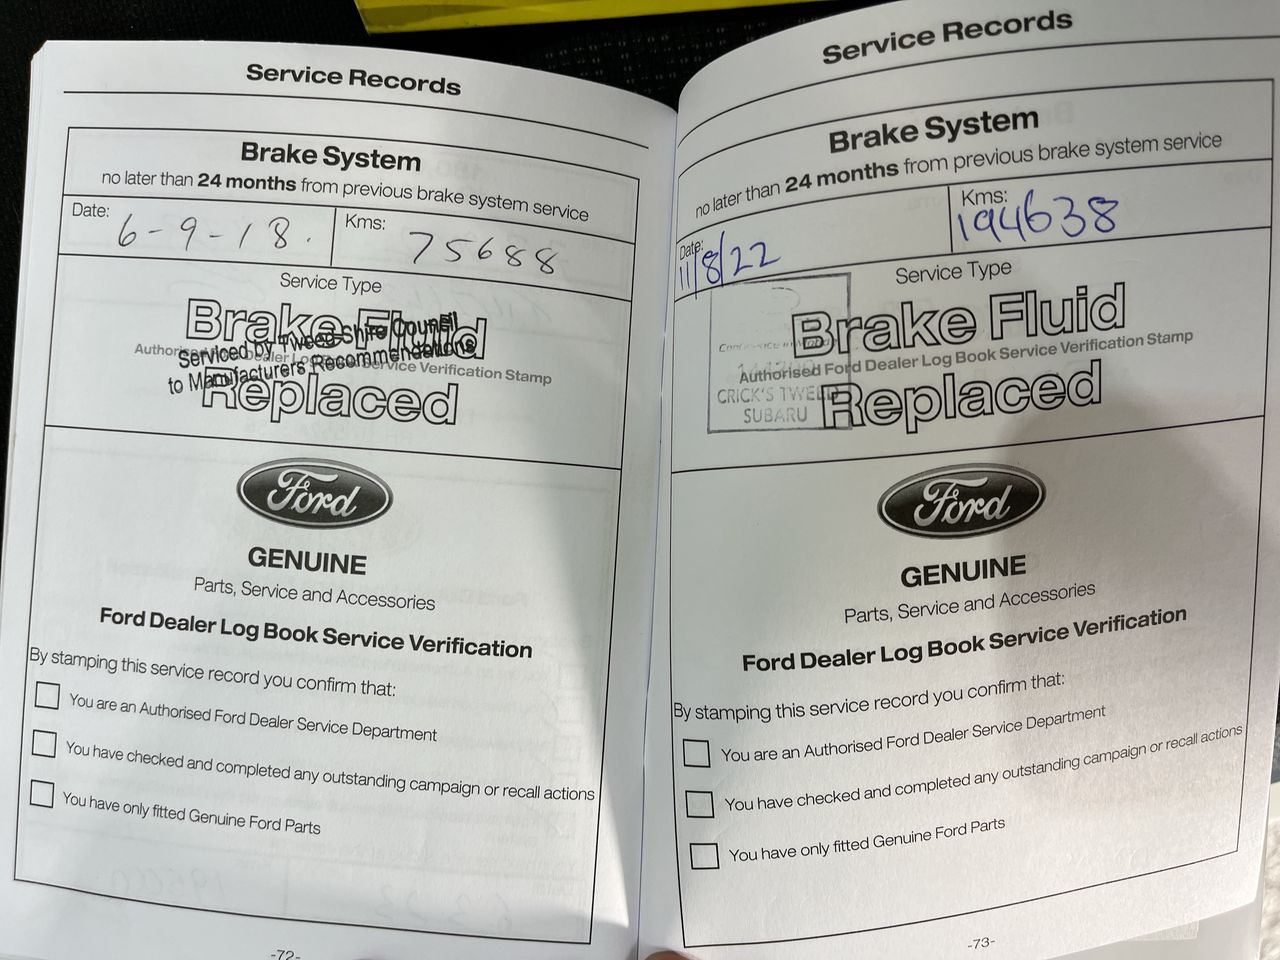 Service Records
Brake System
no later than 24 months from previous brake system service
Date:
6-9-18.
Kms:
75688
Service Type
Brake Fluid
Serviced by Tweed Shire Council
Authorised Ford Dealer Log Book Service Verification Stamp
to Manufacturers Recommendations
Replaced
Ford
GENUINE
Parts, Service and Accessories
Ford Dealer Log Book Service Verification
By stamping this service record you confirm that:
You are an Authorised Ford Dealer Service Department
You have checked and completed any outstanding campaign or recall actions
You have only fitted Genuine Ford Parts
-72-
Service Records
Brake System
no later than 24 months from previous brake system service
Date:
11/8/22
Kms:
194638
Service Type
Brake Fluid
Authorised Ford Dealer Log Book Service Verification Stamp
CRICK'S TWEED
SUBARU
Replaced
Ford
GENUINE
Parts, Service and Accessories
Ford Dealer Log Book Service Verification
By stamping this service record you confirm that:
You are an Authorised Ford Dealer Service Department
You have checked and completed any outstanding campaign or recall actions
You have only fitted Genuine Ford Parts
-73-